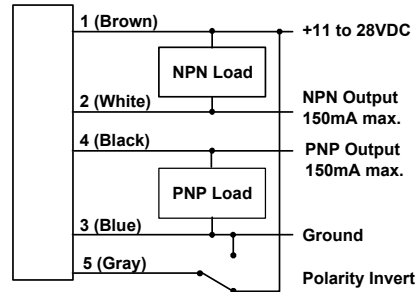 1 (Brown)
+11 to 28VDC
NPN Load
2 (White)
NPN Output
150mA max.
4 (Black)
PNP Output
150mA max.
PNP Load
3 (Blue)
Ground
5 (Gray)
Polarity Invert